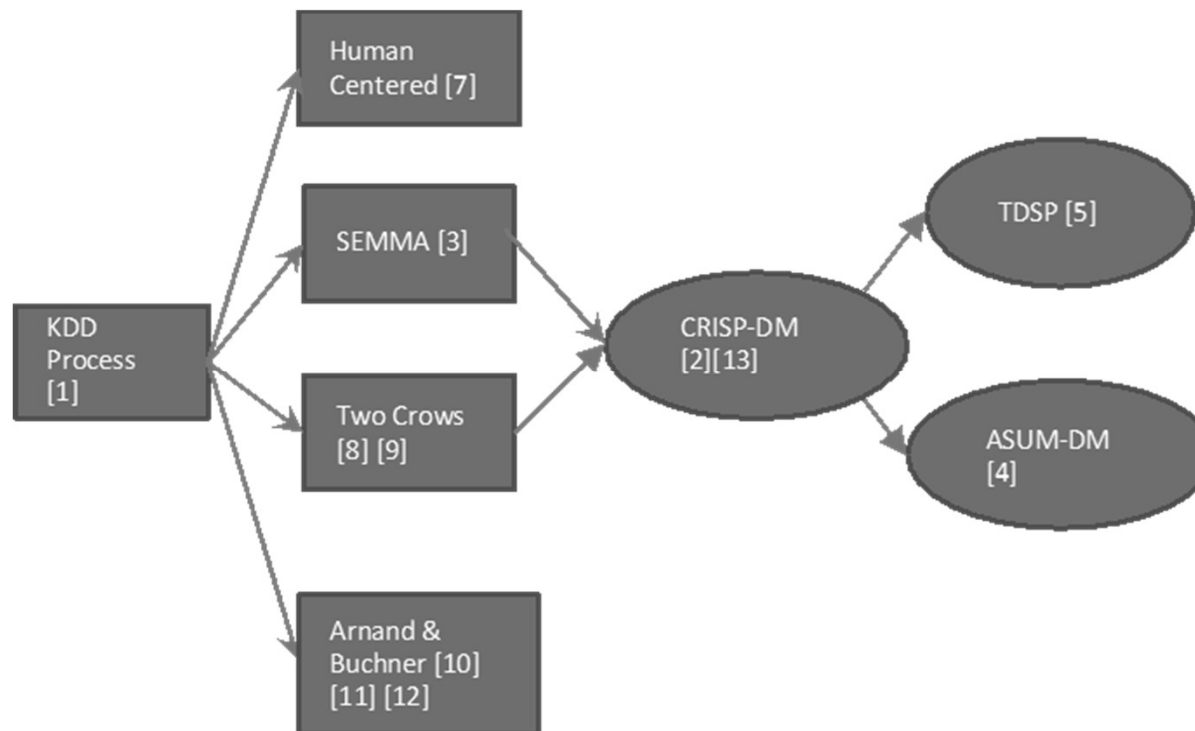 Human
Centered [7]
SEMMA [3]
TDSP [5]
KDD
Process
[1]
CRISP-DM
[2][13]
Two Crows
[8] [9]
ASUM-DM
[4]
Arnand &
Buchner [10]
[11] [12]